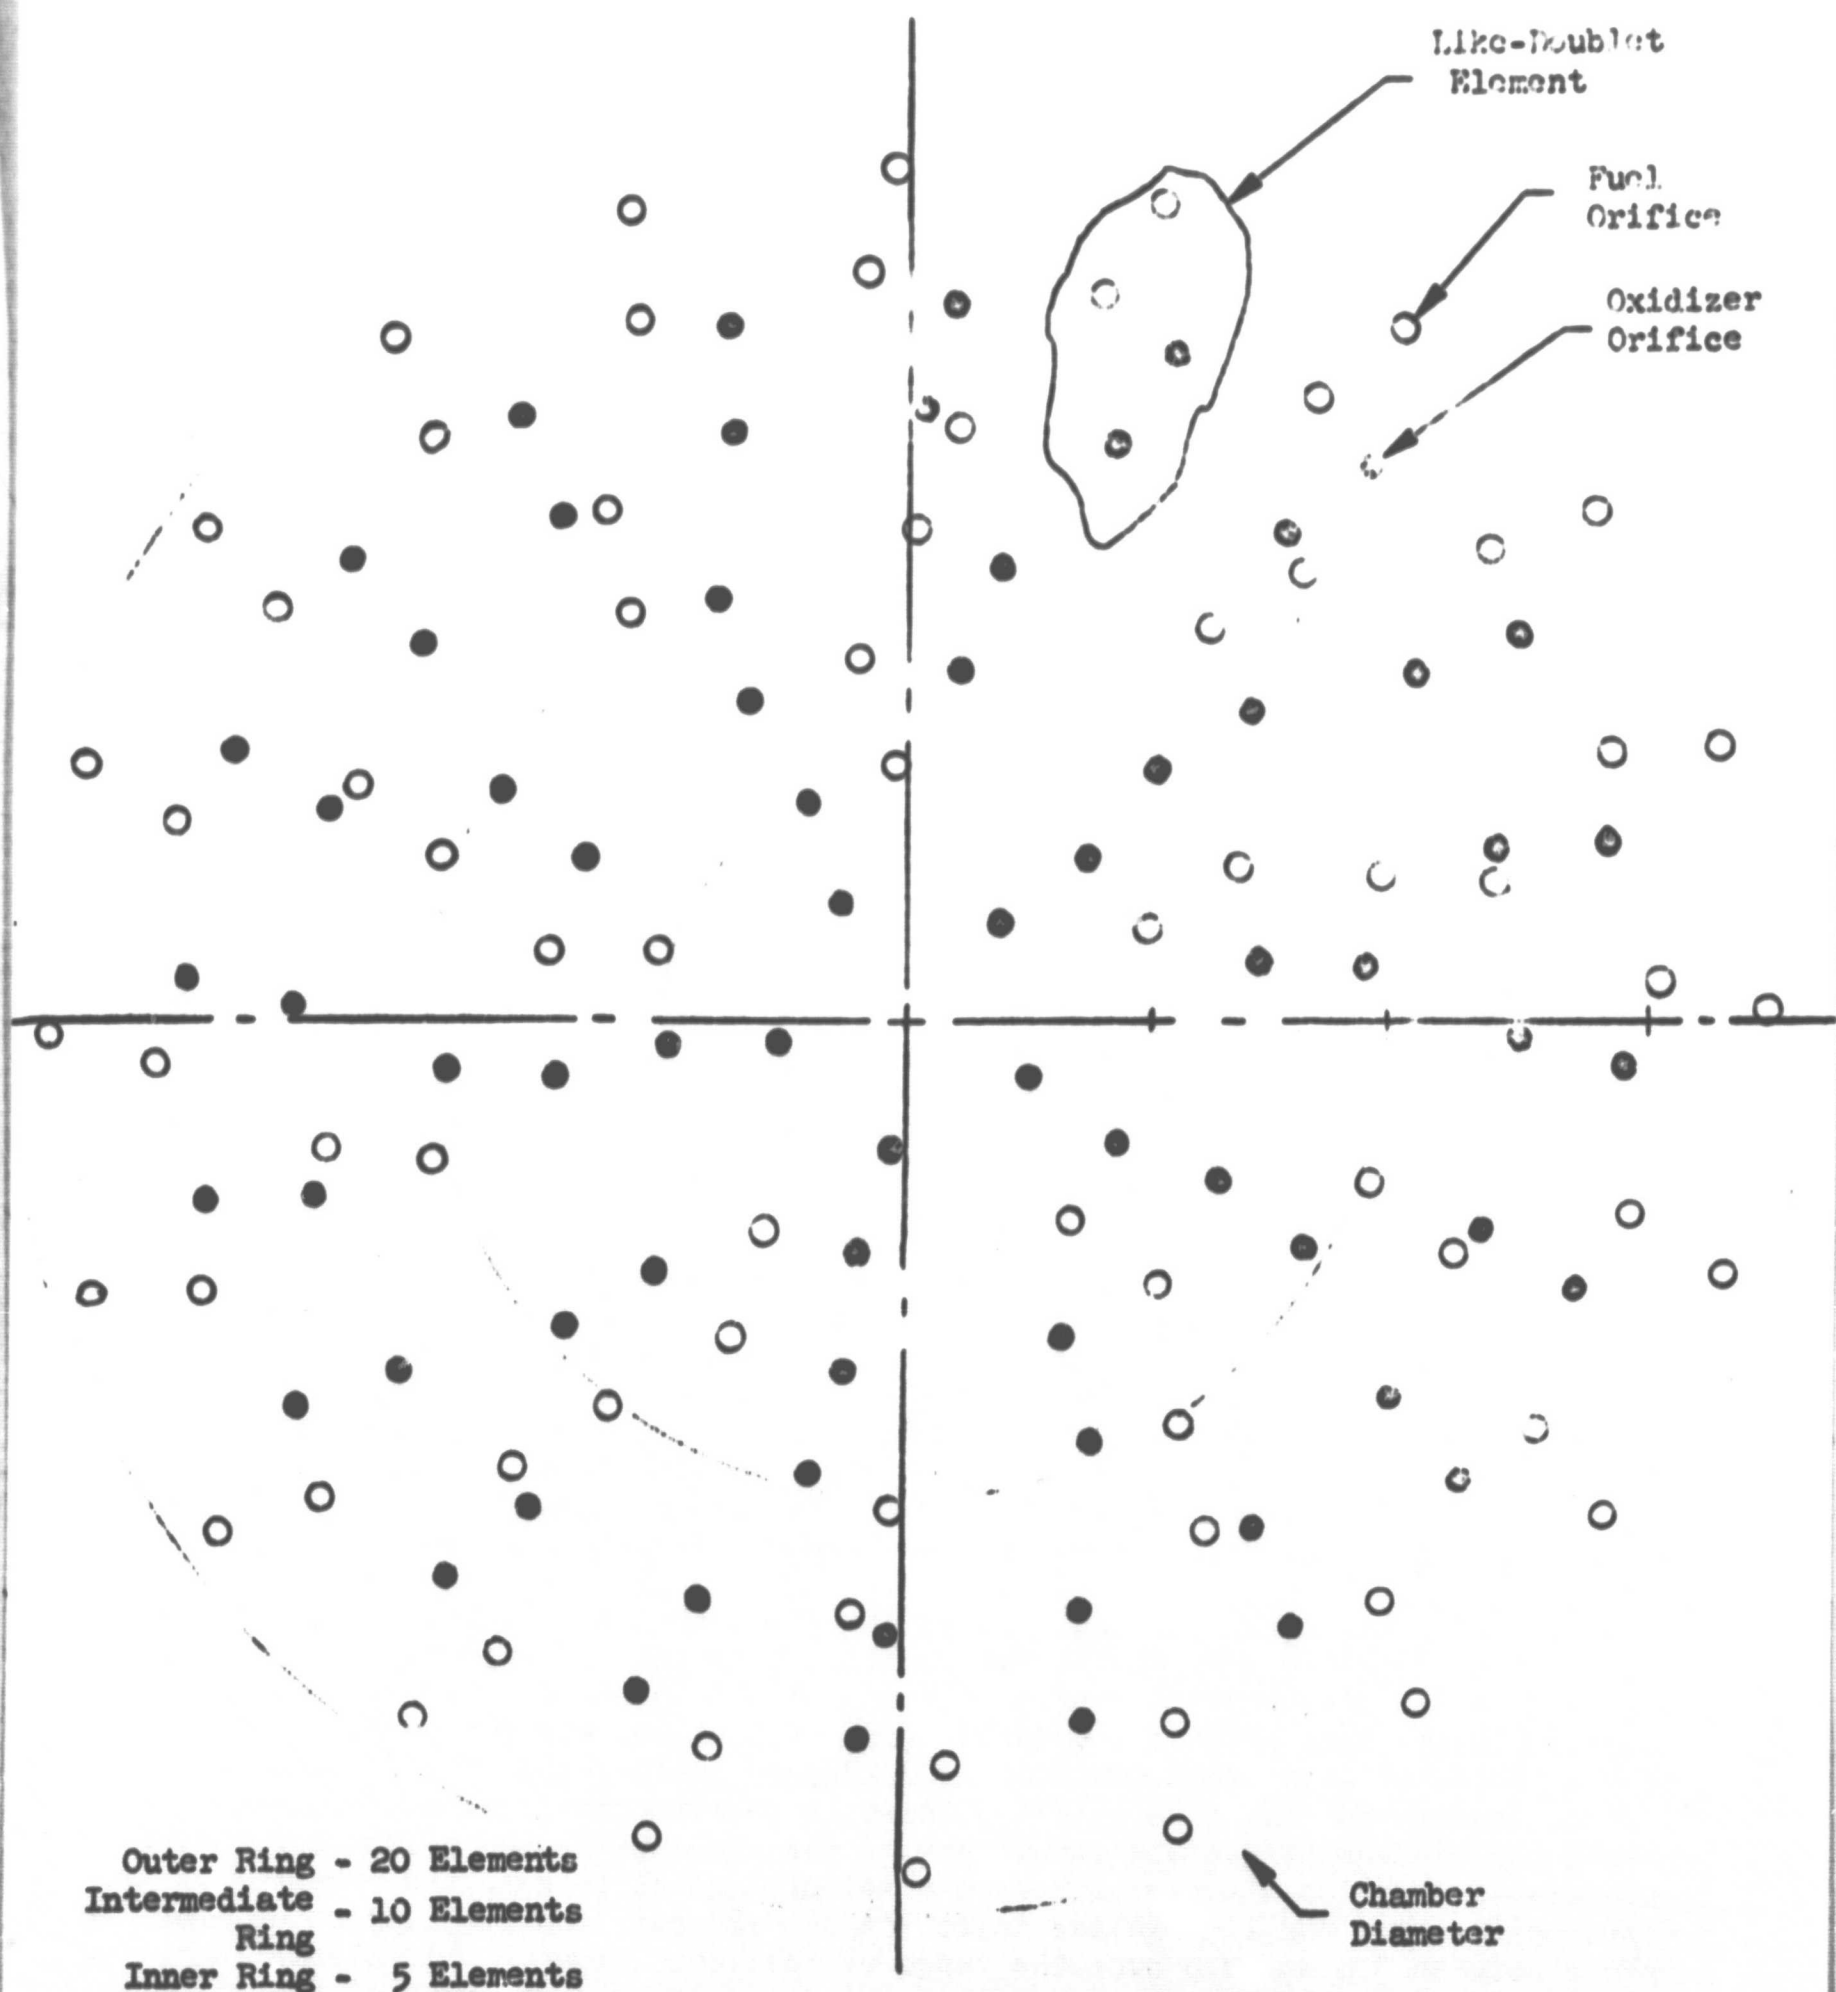 Like-Doublet
Element
Fuel
Orifice
Oxidizer
Orifice
Outer Ring - 20 Elements
Intermediate - 10 Elements
Ring
Inner Ring - 5 Elements
Chamber
Diameter